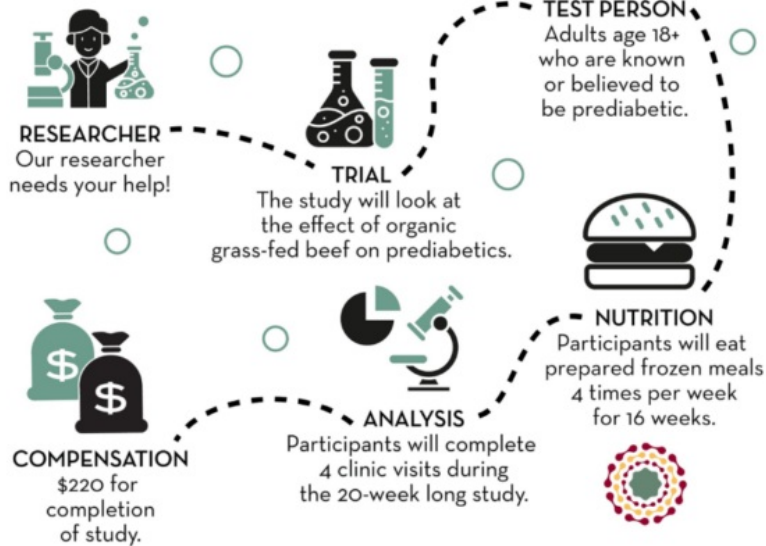 RESEARCHER
Our researcher
needs your help!
TRIAL
The study will look at
the effect of organic
grass-fed beef on prediabetics.
TEST PERSON
Adults age 18+
who are known
or believed to
be prediabetic.
NUTRITION
Participants will eat
prepared frozen meals
4 times per week
for 16 weeks.
ANALYSIS
Participants will complete
4 clinic visits during
the 20-week long study.
$
$
COMPENSATION
$220 for
completion
of study.